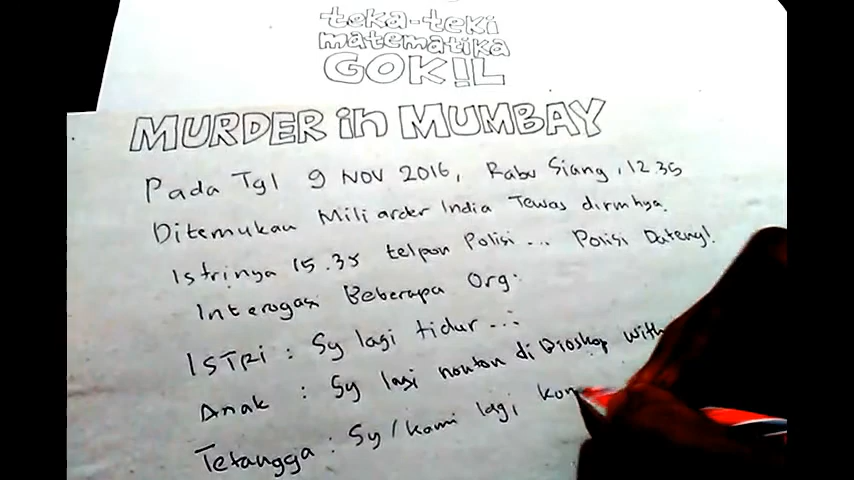 teka-teki
matematika
GOK!L
MURDER in MUMBAY
Pada Tgl 9 NOV 2016, Rabu Siang, 12.35
Ditemukan Miliarder India Tewas dirmhya.
Istrinya 15.35 telpon Polisi ... Polisi Dateng!
Interogasi Beberapa Org:
ISTRI : Sy lagi tidur ...
Anak : Sy lagi nonton di Bioskop with
Tetangga : Sy/kami lagi